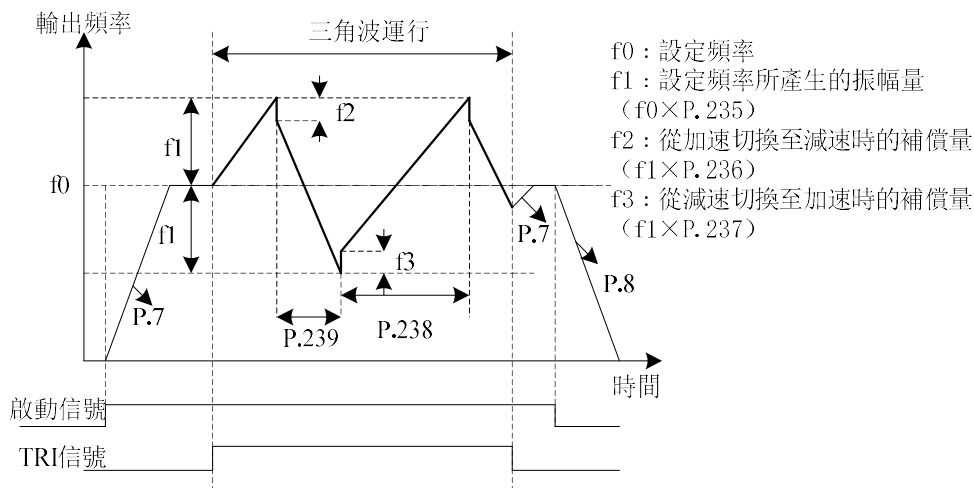 輸出頻率
三角波運行
f0：設定頻率
f1：設定頻率所產生的振幅量
（f0×P.235）
f2：從加速切換至減速時的補償量
（f1×P.236）
f3：從減速切換至加速時的補償量
（f1×P.237）
f2
f1
f0
f1
f3
P.7
P.7
P.8
P.239
P.238
時間
啟動信號
TRI信號